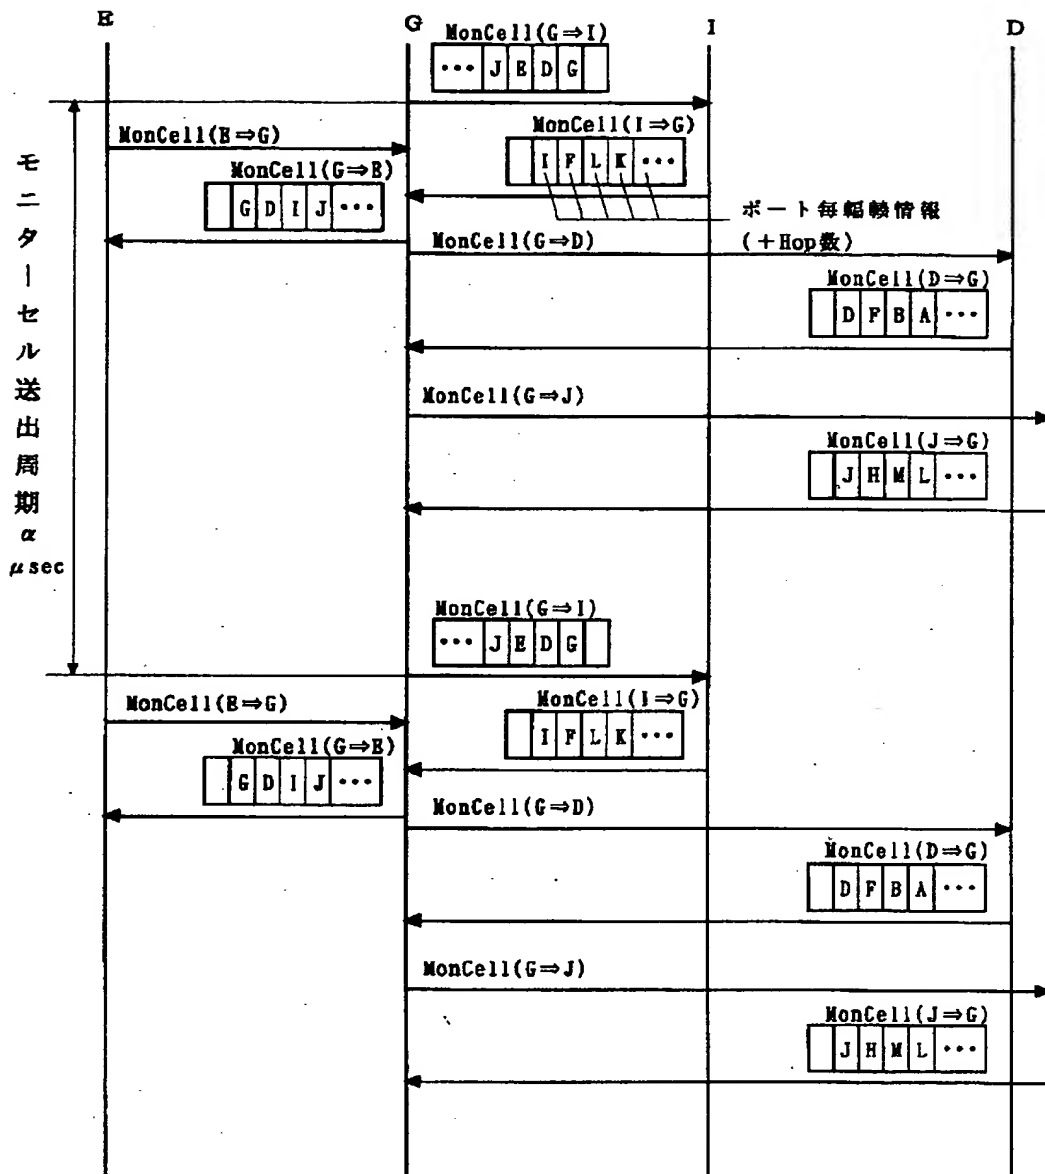 E G I D
MonCell(G⇒I)
··· J E D G
MonCell(E⇒G)
MonCell(I⇒G)
I F L K ···
MonCell(G⇒E)
G D I J ···
ポート毎輻輳情報
(+Hop数)
MonCell(G⇒D)
MonCell(D⇒G)
D F B A ···
MonCell(G⇒J)
MonCell(J⇒G)
J H M L ···
モニターセル送出周期α
μsec
MonCell(G⇒I)
··· J E D G
MonCell(E⇒G)
MonCell(I⇒G)
I F L K ···
MonCell(G⇒E)
G D I J ···
MonCell(G⇒D)
MonCell(D⇒G)
D F B A ···
MonCell(G⇒J)
MonCell(J⇒G)
J H M L ···